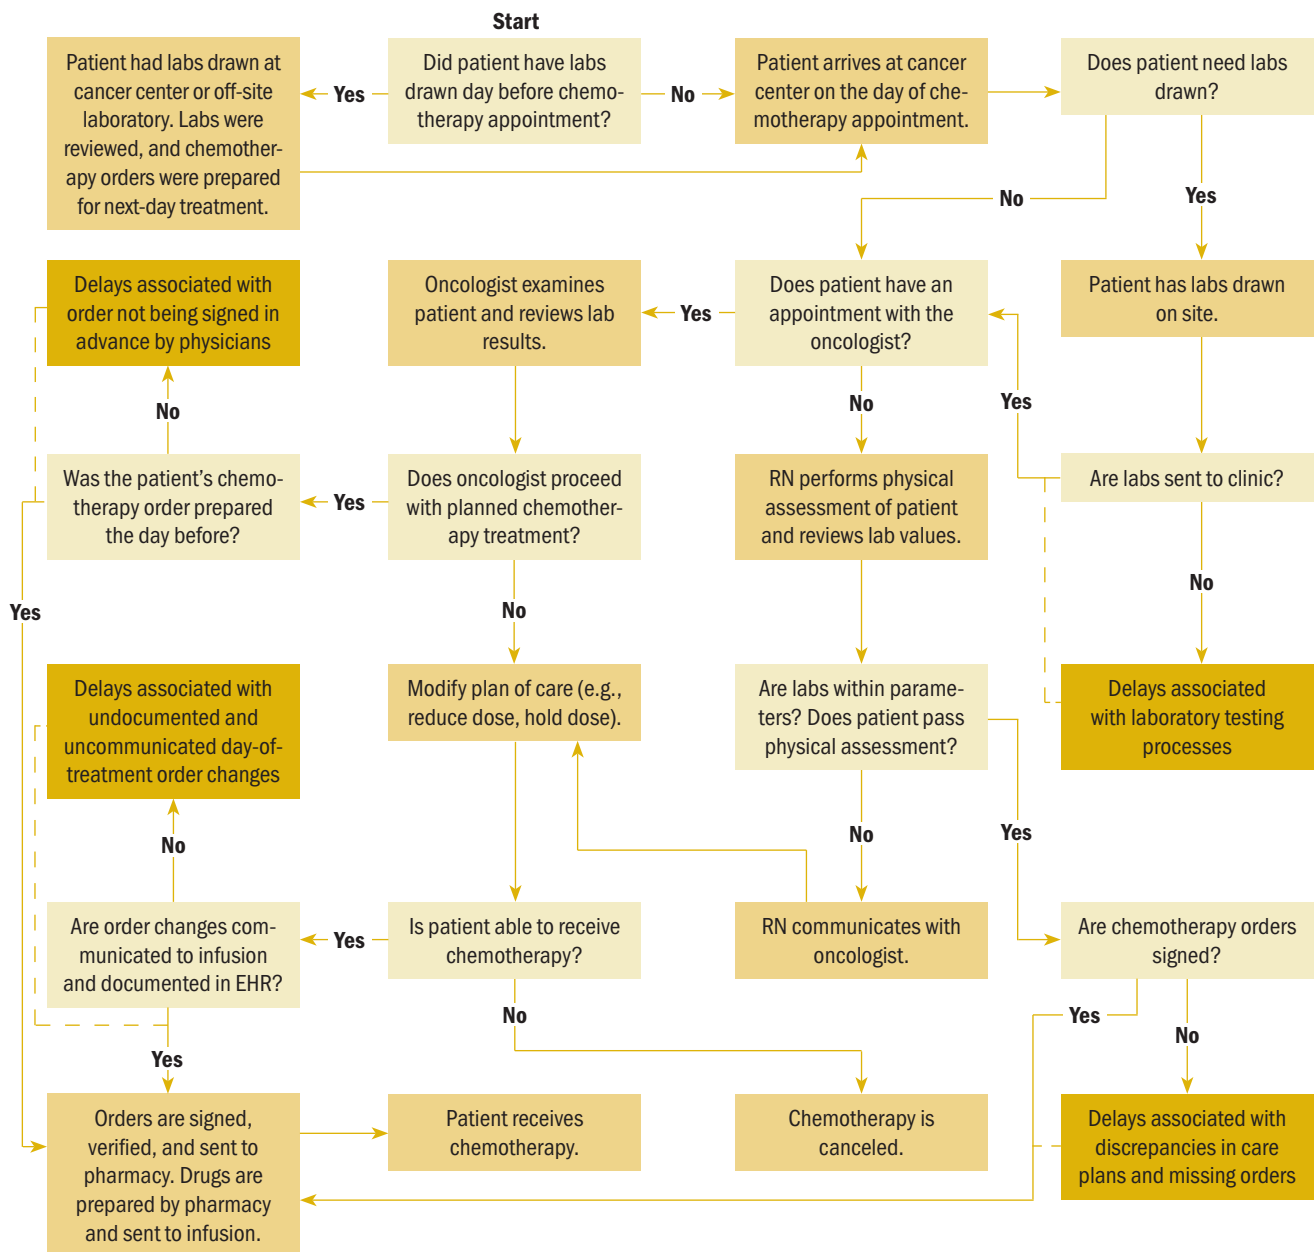 Start
Patient had labs drawn at
cancer center or off-site
laboratory. Labs were
reviewed, and chemother-
apy orders were prepared
for next-day treatment.
Yes
Did patient have labs
drawn day before chemo-
therapy appointment?
No
Patient arrives at cancer
center on the day of che-
motherapy appointment.
Does patient need labs
drawn?
No
Yes
Delays associated with
order not being signed in
advance by physicians
Oncologist examines
patient and reviews lab
results.
Yes
Does patient have an
appointment with the
oncologist?
Patient has labs drawn
on site.
No
No
Yes
Was the patient’s chemo-
therapy order prepared
the day before?
Yes
Does oncologist proceed
with planned chemother-
apy treatment?
RN performs physical
assessment of patient
and reviews lab values.
Are labs sent to clinic?
Yes
No
No
Delays associated with
undocumented and
uncommunicated day-of-
treatment order changes
Modify plan of care (e.g.,
reduce dose, hold dose).
Are labs within parame-
ters? Does patient pass
physical assessment?
Delays associated
with laboratory testing
processes
No
No
Yes
Are order changes com-
municated to infusion
and documented in EHR?
Yes
Is patient able to receive
chemotherapy?
RN communicates with
oncologist.
Are chemotherapy orders
signed?
Yes
No
Yes
No
Orders are signed,
verified, and sent to
pharmacy. Drugs are
prepared by pharmacy
and sent to infusion.
Patient receives
chemotherapy.
Chemotherapy is
canceled.
Delays associated with
discrepancies in care
plans and missing orders